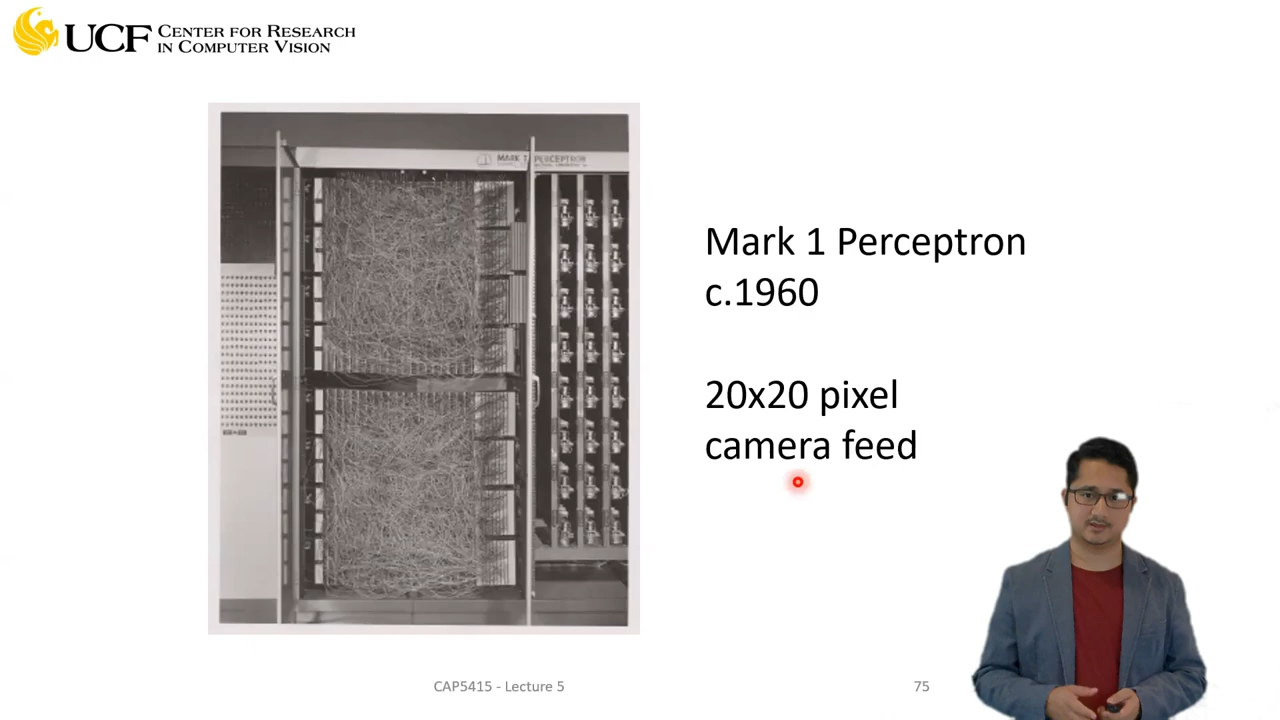 UCF CENTER FOR RESEARCH
IN COMPUTER VISION
MARK 1 PERCEPTRON
Mark 1 Perceptron
c.1960
20x20 pixel
camera feed
CAP5415 - Lecture 5
75